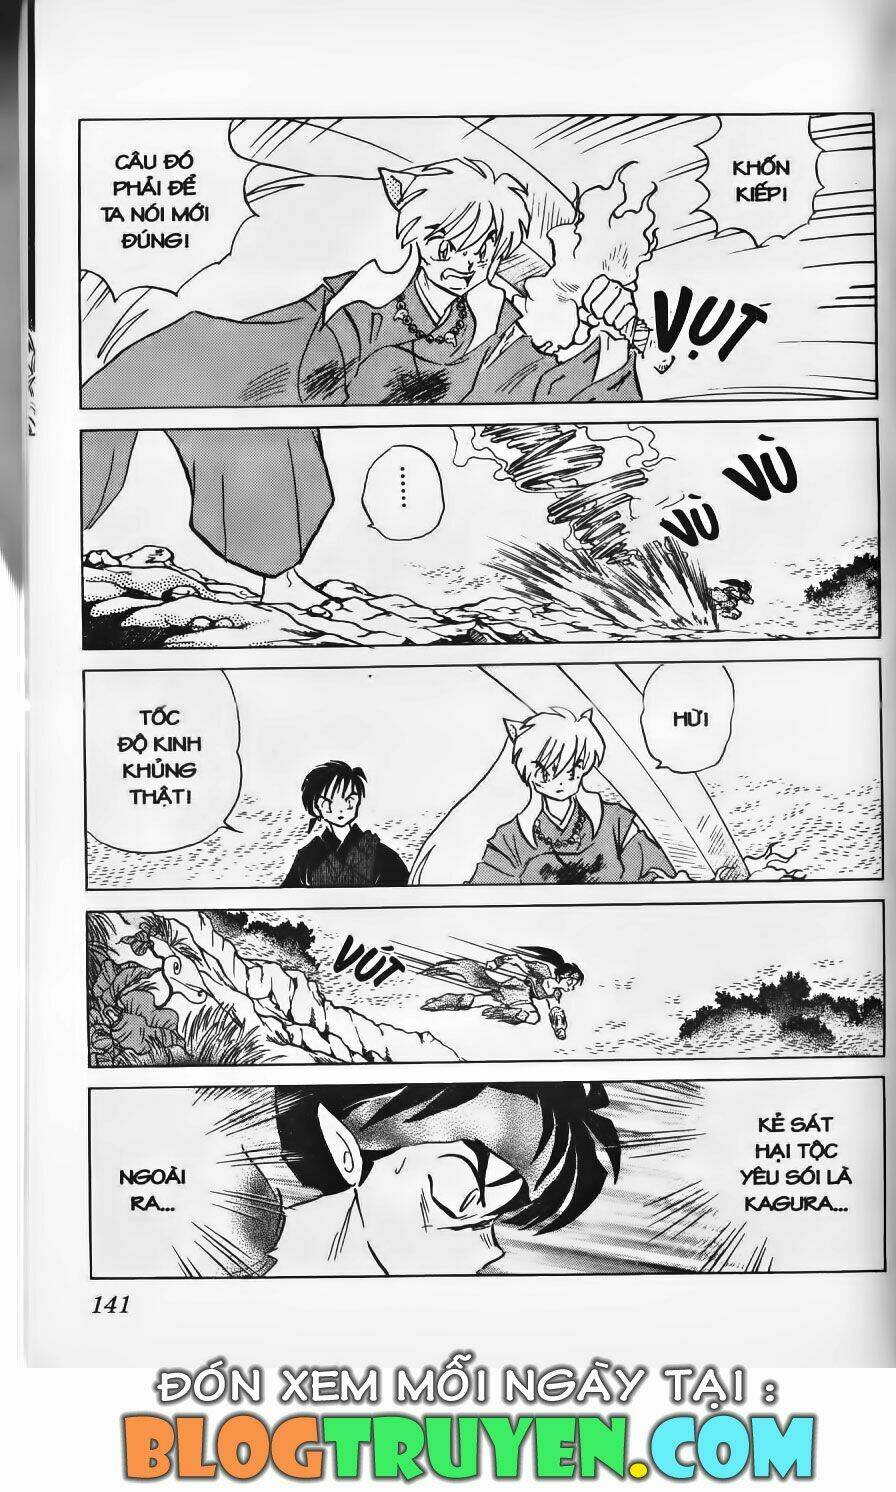 KHỐN
KIẾP!
CÂU ĐÓ
PHẢI ĐỂ
TA NÓI MỚI
ĐÚNG!
VỤT
VÙ
VÙ
......
HỪ!
TỐC
ĐỘ KINH
KHỦNG
THẬT!
VÚT
KẺ SÁT
HẠI TỘC
YÊU SÓI LÀ
KAGURA...
NGOÀI
RA...
141
ĐÓN XEM MỖI NGÀY TẠI :
BLOGTRUYEN.COM